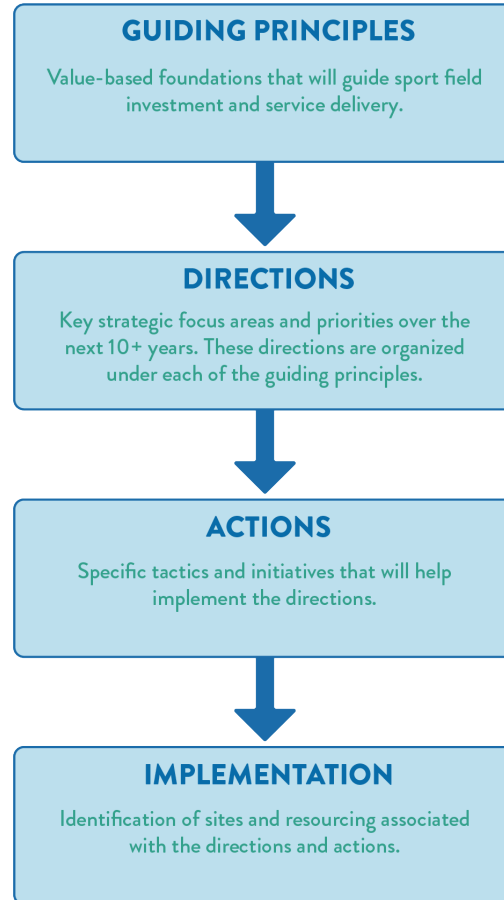 GUIDING PRINCIPLES
Value-based foundations that will guide sport field
investment and service delivery.
DIRECTIONS
Key strategic focus areas and priorities over the
next 10+ years. These directions are organized
under each of the guiding principles.
ACTIONS
Specific tactics and initiatives that will help
implement the directions.
IMPLEMENTATION
Identification of sites and resourcing associated
with the directions and actions.